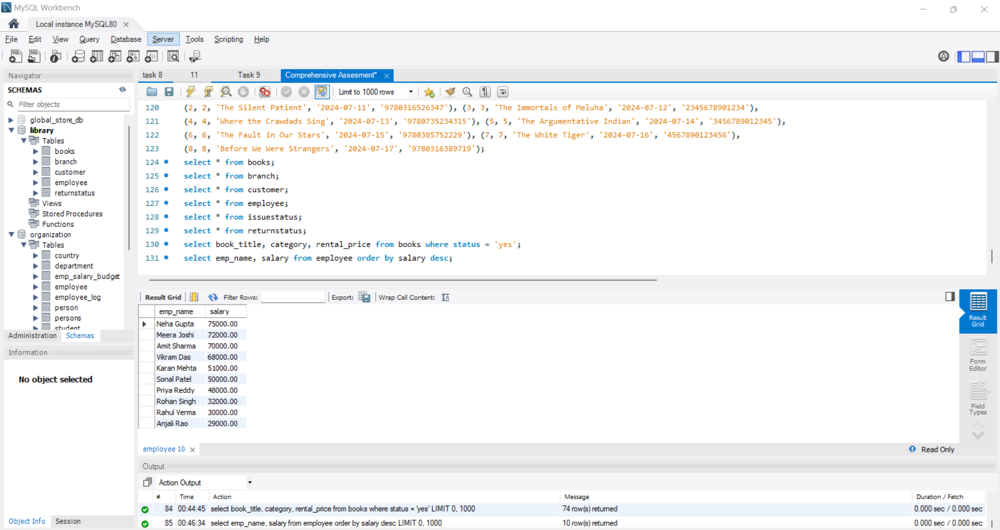 MySQL Workbench
Local instance MySQL80
File Edit View Query Database Server Tools Scripting Help
Navigator
SCHEMAS
Filter objects
global_store_db
library
Tables
books
branch
customer
employee
returnstatus
Views
Stored Procedures
Functions
organization
Tables
country
department
emp_salary_budget
employee
employee_log
person
persons
student
Administration Schemas
Information
No object selected
Object Info Session
task 8 11 Task 9 Comprehensive Assesment*
Limit to 1000 rows
120 (2, 2, 'The Silent Patient', '2024-07-11', '9780316526347'), (3, 3, 'The Immortals of Meluha', '2024-07-12', '2345678901234'),
121 (4, 4, 'Where the Crawdads Sing', '2024-07-13', '9780735234315'), (5, 5, 'The Argumentative Indian', '2024-07-14', '3456789012345'),
122 (6, 6, 'The Fault in Our Stars', '2024-07-15', '9780385752229'), (7, 7, 'The White Tiger', '2024-07-16', '4567890123456'),
123 (8, 8, 'Before We Were Strangers', '2024-07-17', '9780316389719');
124 select * from books;
125 select * from branch;
126 select * from customer;
127 select * from employee;
128 select * from issuestatus;
129 select * from returnstatus;
130 select book_title, category, rental_price from books where status = 'yes';
131 select emp_name, salary from employee order by salary desc;
Result Grid Filter Rows: Export: Wrap Cell Content:
emp_name salary
Neha Gupta 75000.00
Meera Joshi 72000.00
Amit Sharma 70000.00
Vikram Das 68000.00
Karan Mehta 51000.00
Sonal Patel 50000.00
Priya Reddy 48000.00
Rohan Singh 32000.00
Rahul Verma 30000.00
Anjali Rao 29000.00
Result
Grid
Form
Editor
Field
Types
employee 10
Read Only
Output
Action Output
# Time Action Message Duration / Fetch
84 00:44:45 select book_title, category, rental_price from books where status = 'yes' LIMIT 0, 1000 74 row(s) returned 0.000 sec / 0.000 sec
85 00:46:34 select emp_name, salary from employee order by salary desc LIMIT 0, 1000 10 row(s) returned 0.000 sec / 0.000 sec